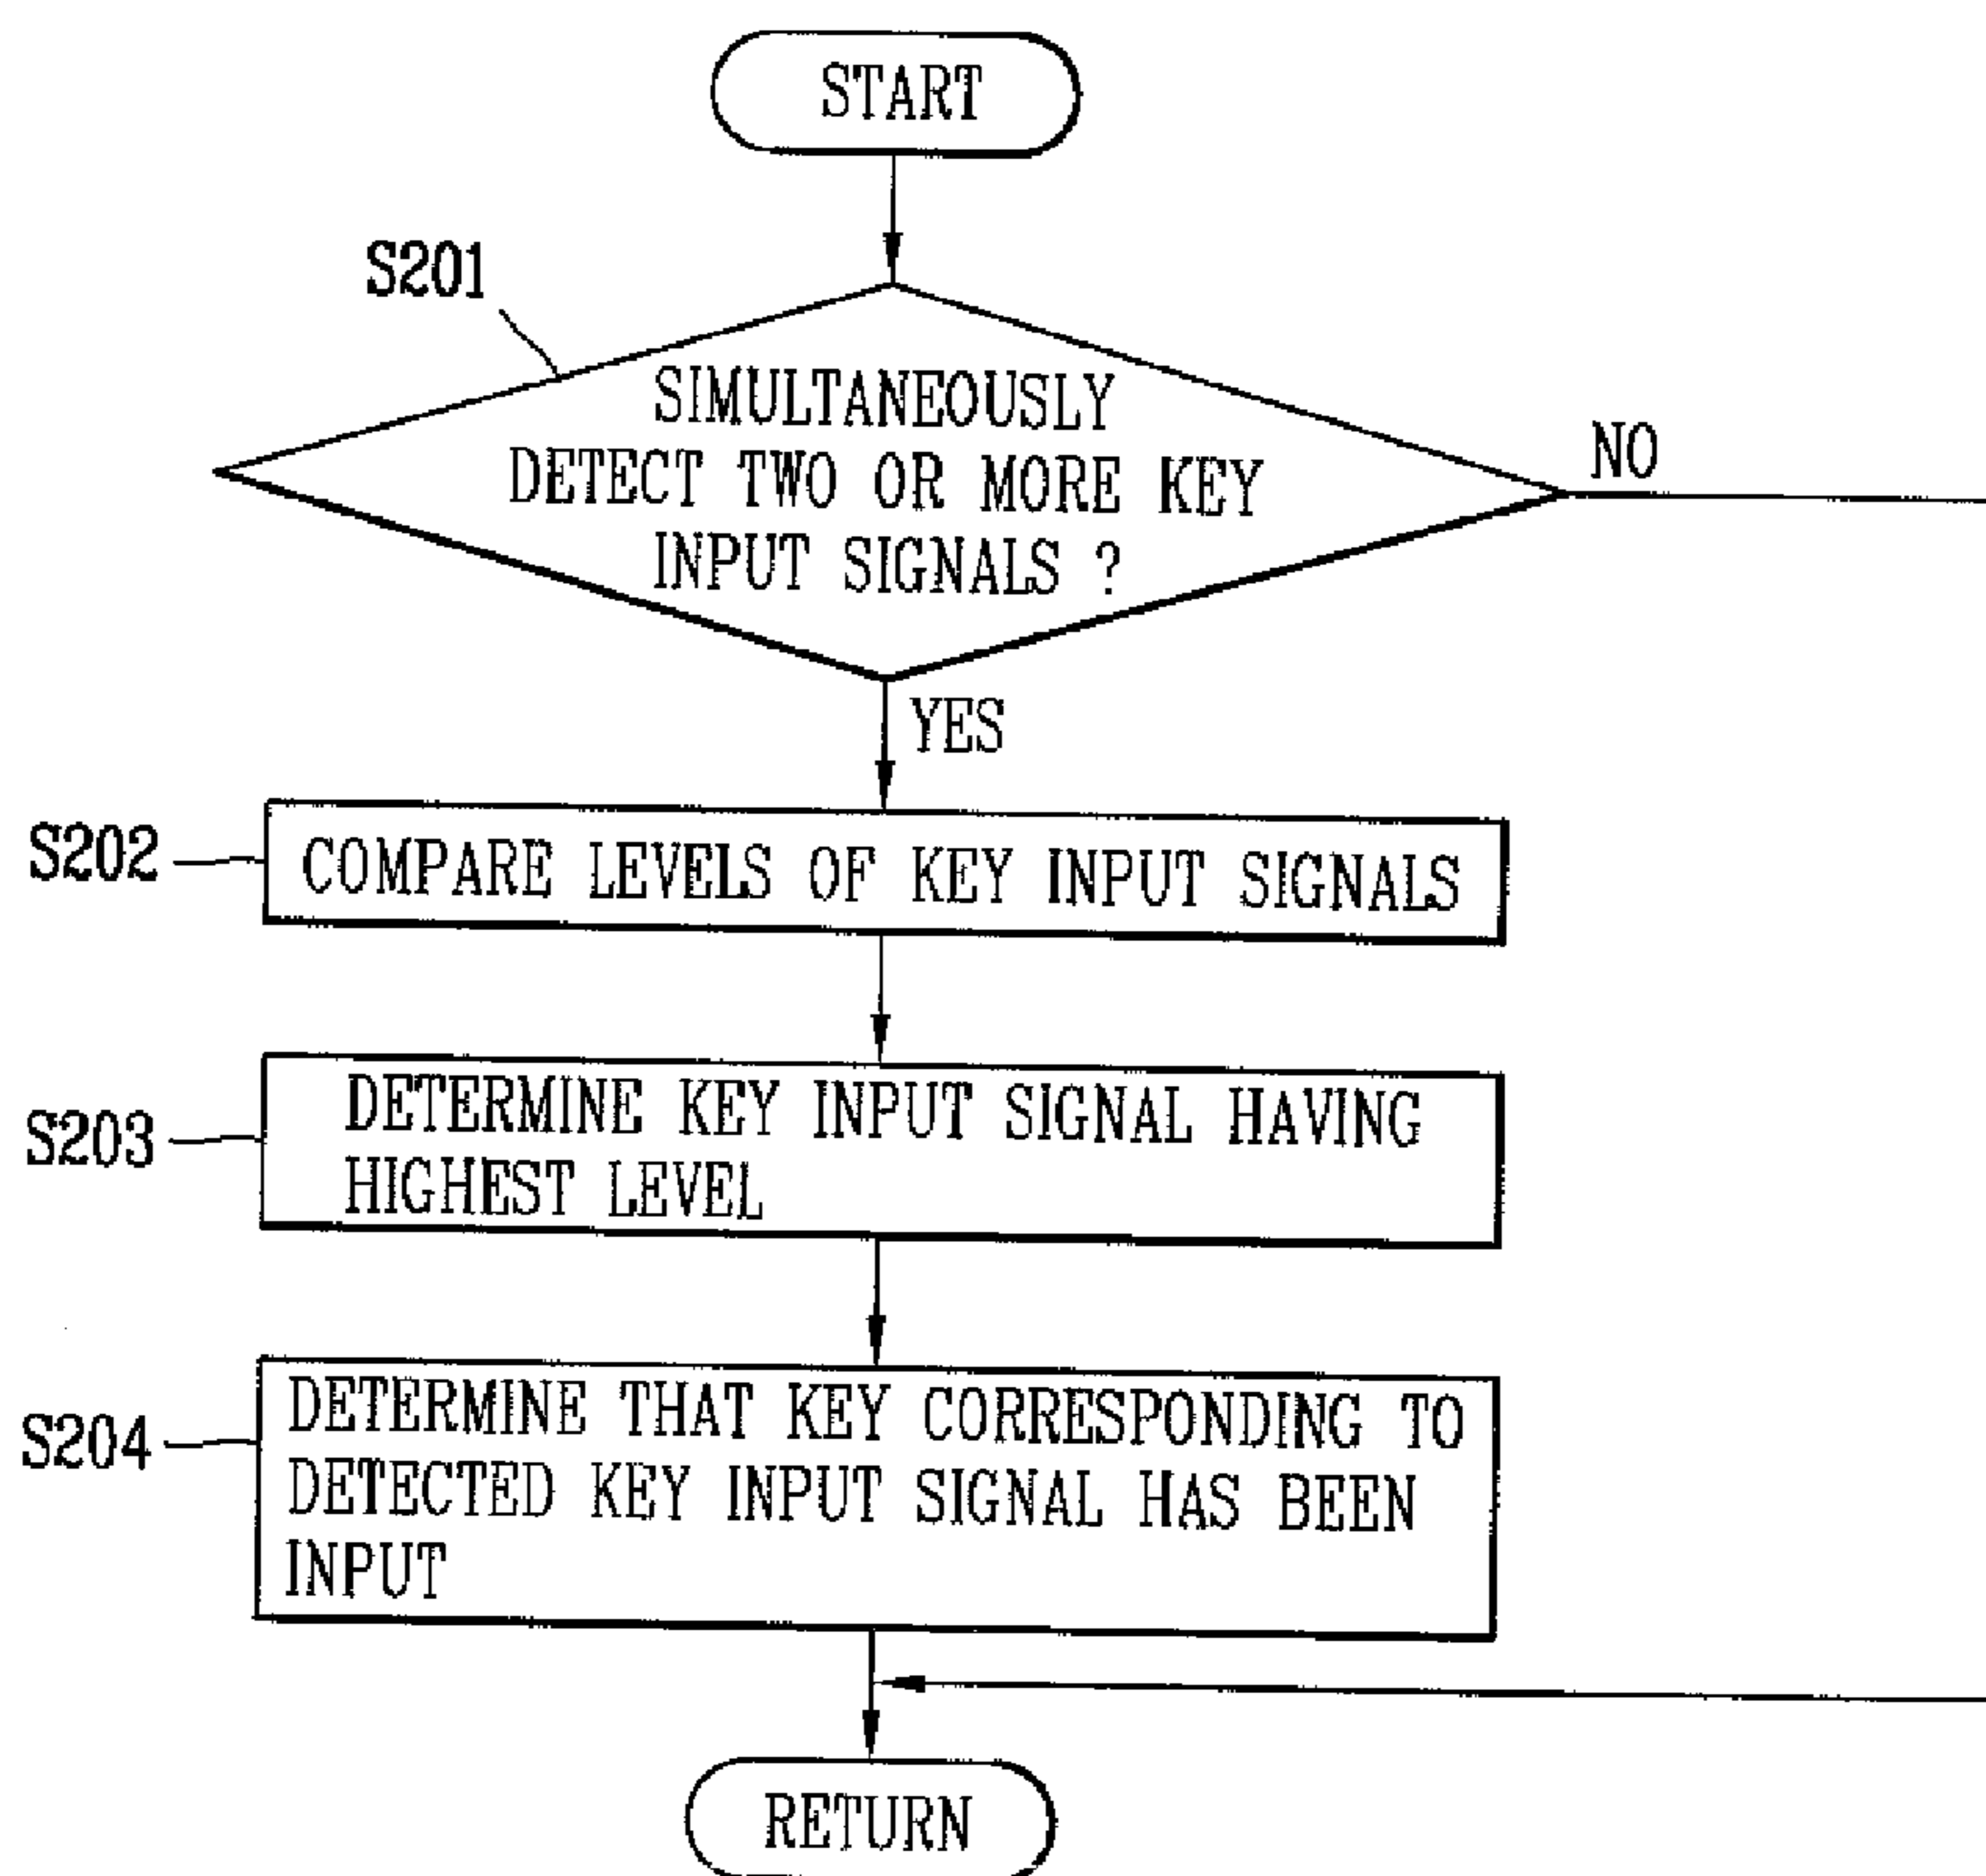 START
S201
SIMULTANEOUSLY
DETECT TWO OR MORE KEY
INPUT SIGNALS ?
NO
YES
S202
COMPARE LEVELS OF KEY INPUT SIGNALS
S203
DETERMINE KEY INPUT SIGNAL HAVING
HIGHEST LEVEL
S204
DETERMINE THAT KEY CORRESPONDING TO
DETECTED KEY INPUT SIGNAL HAS BEEN
INPUT
RETURN